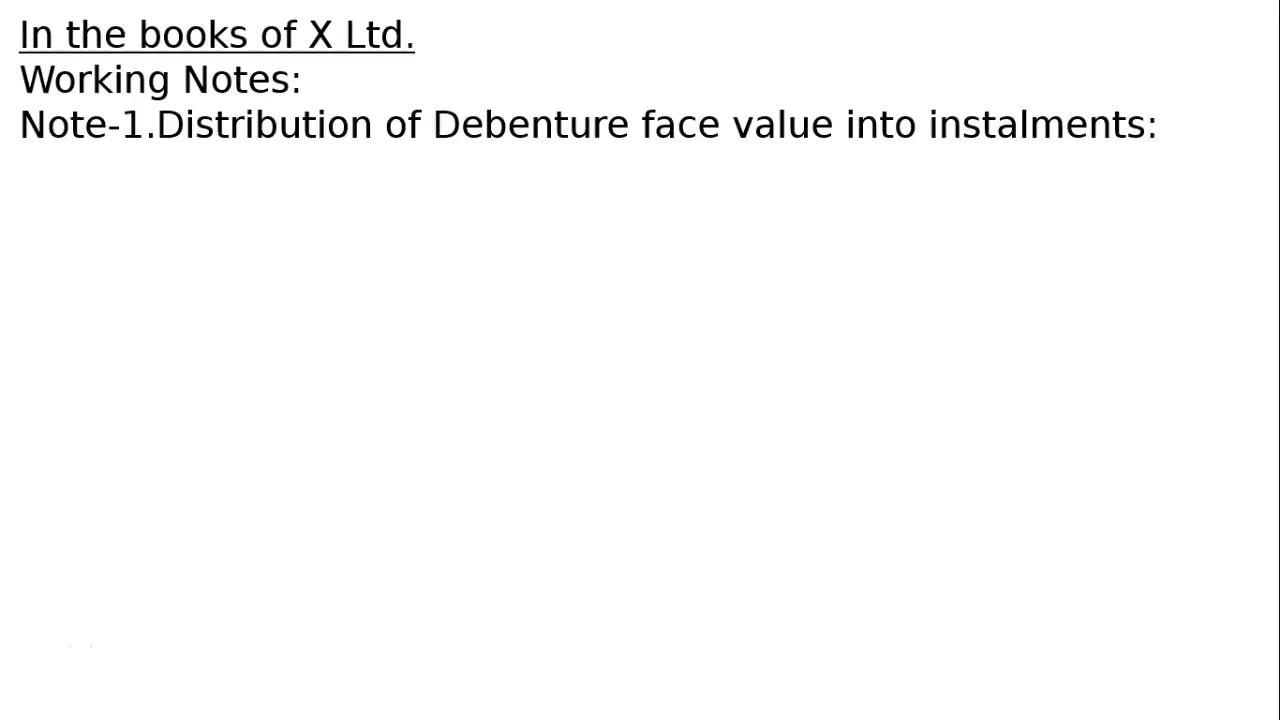 In the books of X Ltd.
Working Notes:
Note-1.Distribution of Debenture face value into instalments: